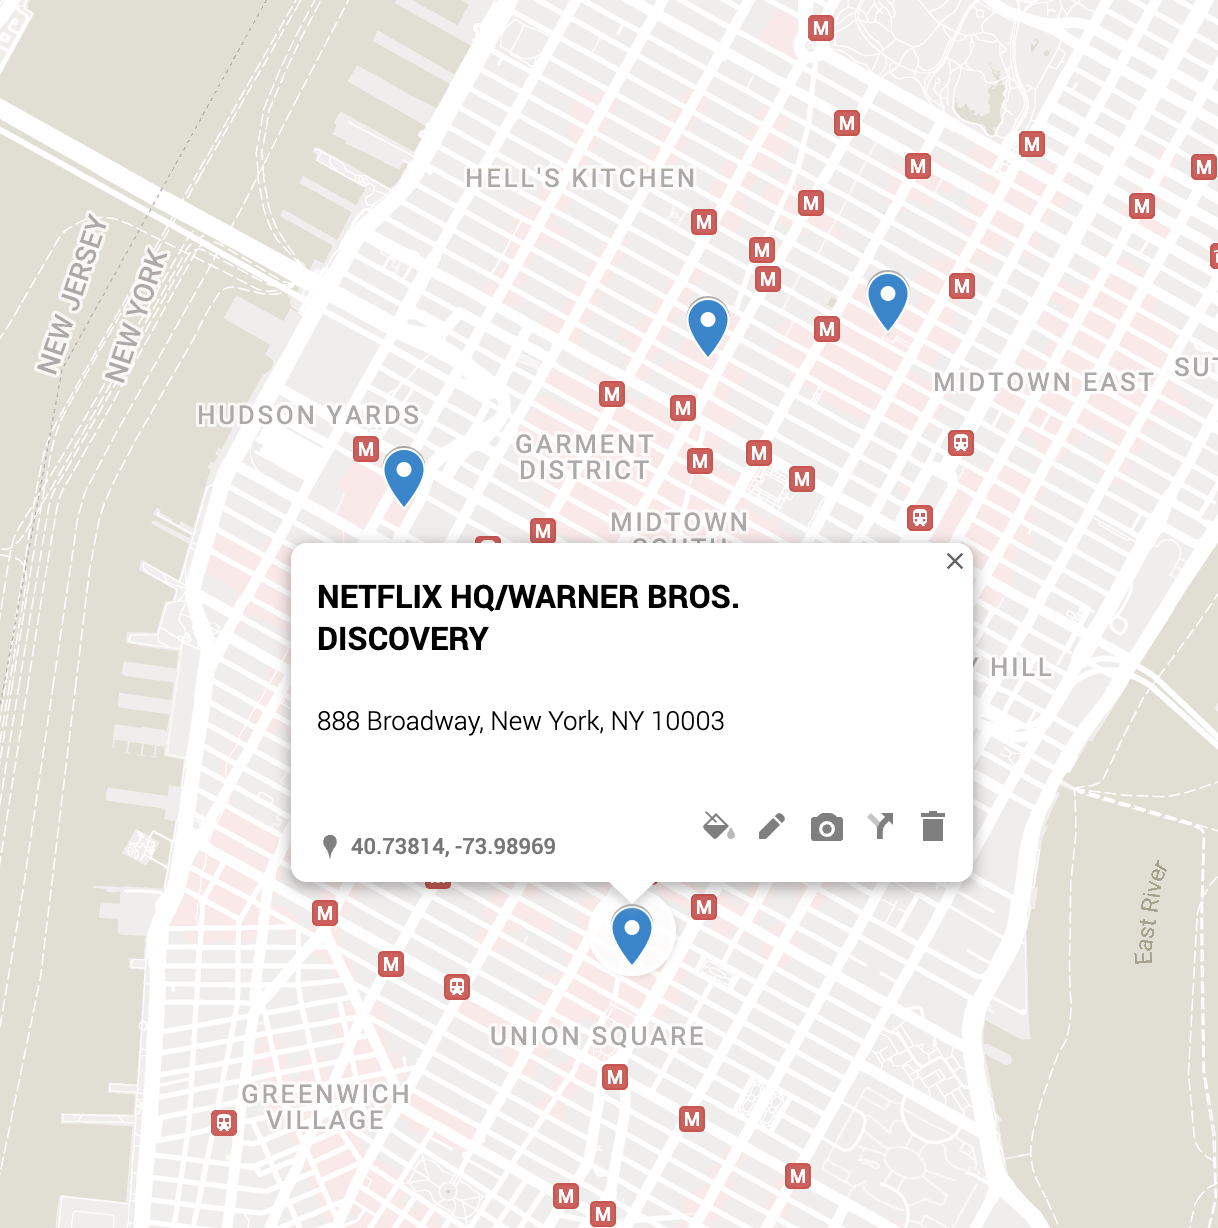 M
M
M
M
M
M
HELL'S KITCHEN
M
M
M
M
M
M
M
NEW JERSEY
NEW YORK
MIDTOWN EAST
M
M
HUDSON YARDS
GARMENT
DISTRICT
M
M
M
M
MIDTOWN
M
NETFLIX HQ/WARNER BROS.
DISCOVERY
HILL
888 Broadway, New York, NY 10003
40.73814, -73.98969
M
M
East River
M
UNION SQUARE
M
GREENWICH
VILLAGE
M
M
M
M